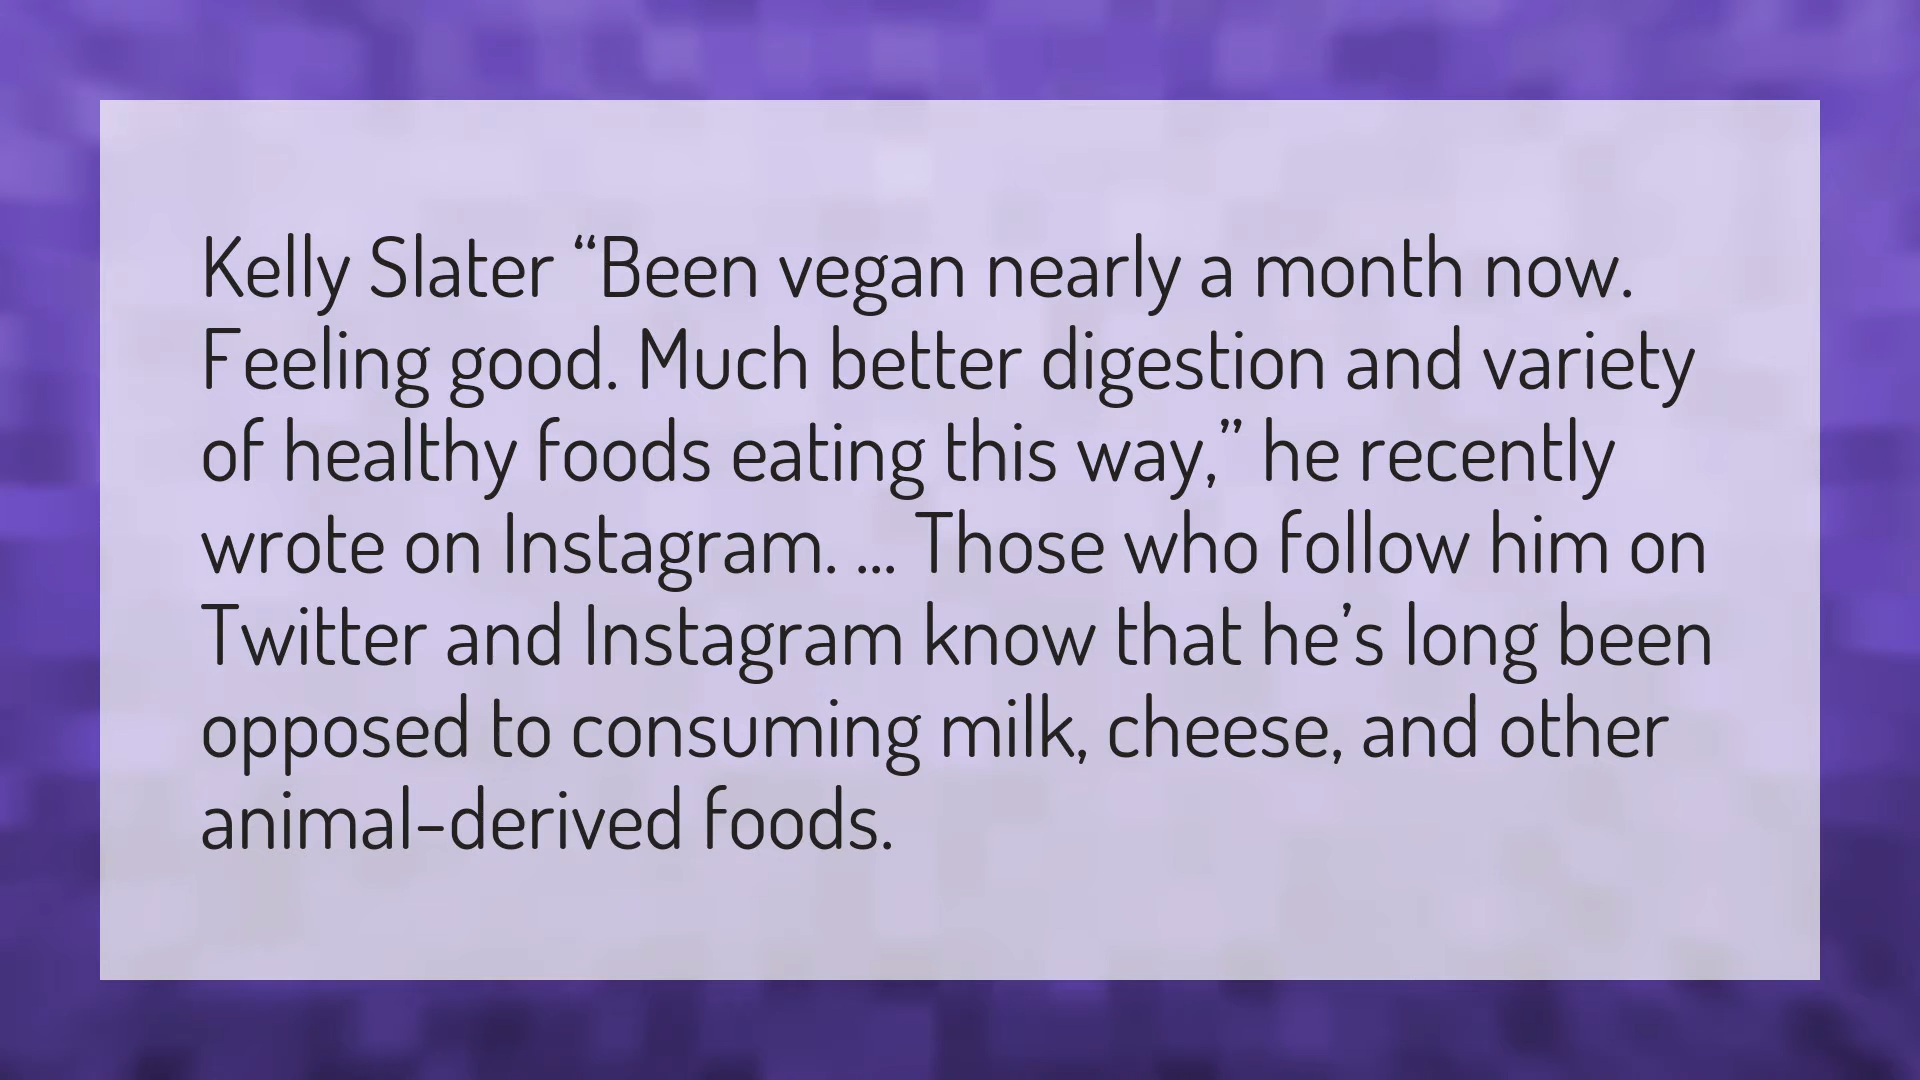 Kelly Slater “Been vegan nearly a month now.
Feeling good. Much better digestion and variety
of healthy foods eating this way,” he recently
wrote on Instagram. ... Those who follow him on
Twitter and Instagram know that he’s long been
opposed to consuming milk, cheese, and other
animal-derived foods.